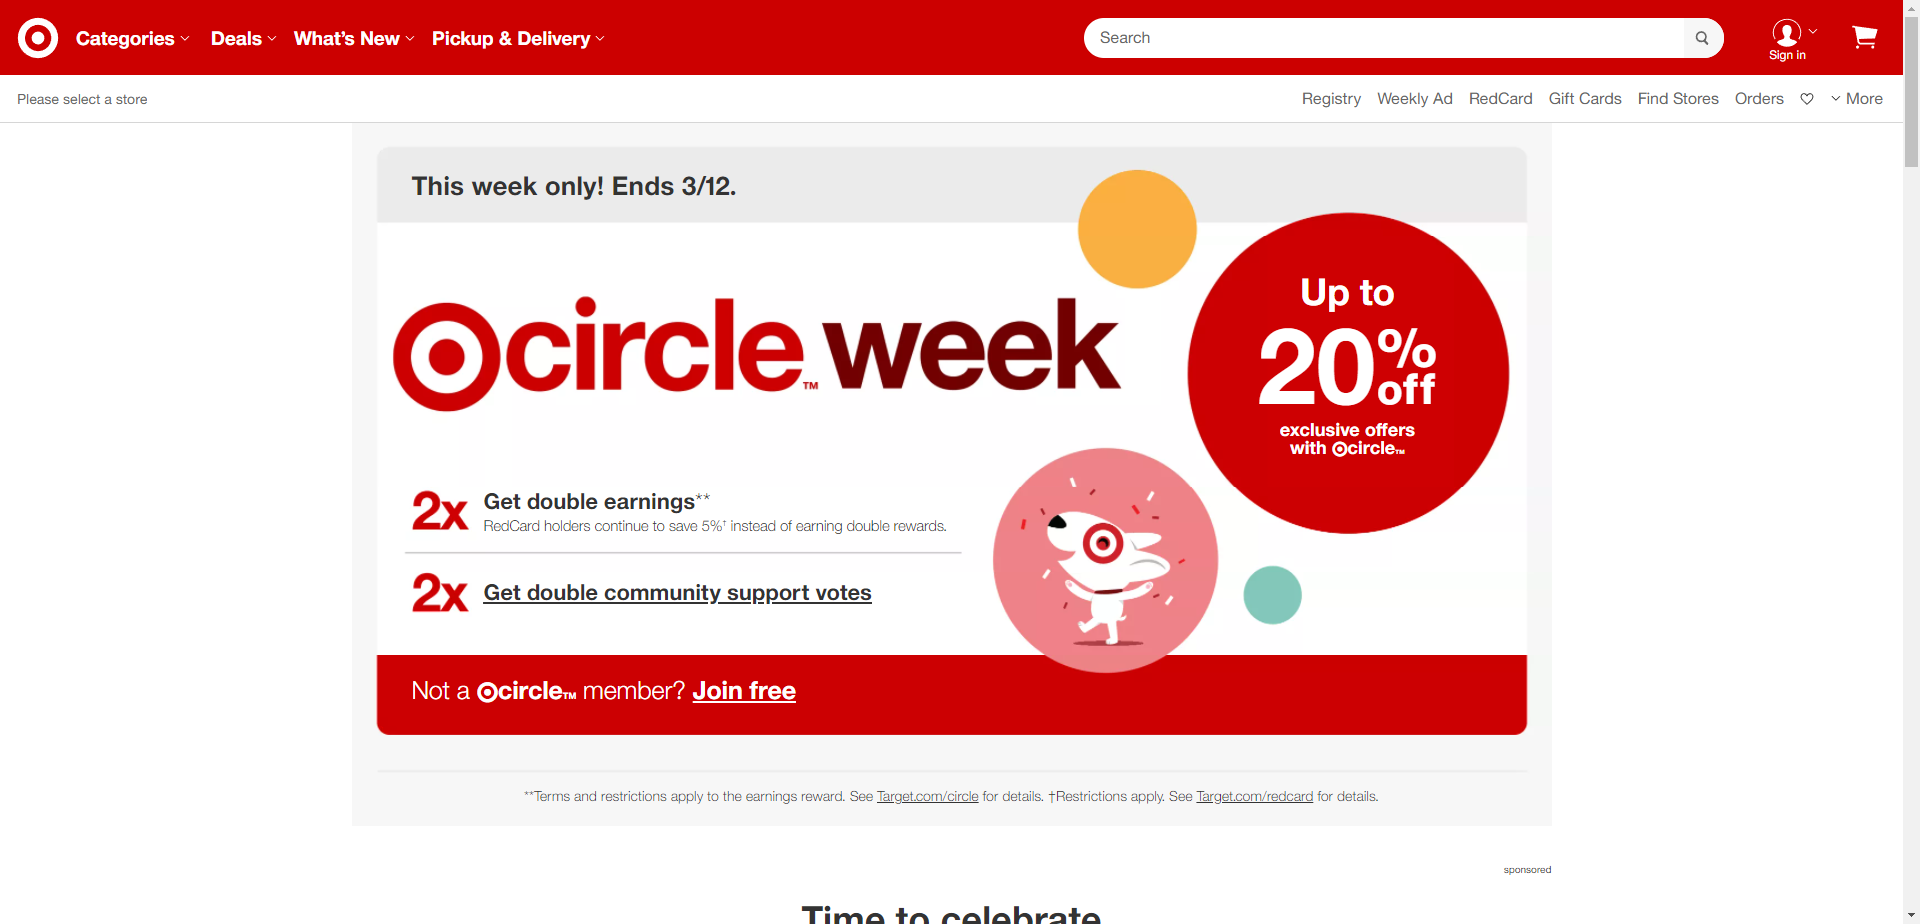 Categories Deals What's New Pickup & Delivery Search Sign in
Please select a store Registry Weekly Ad RedCard Gift Cards Find Stores Orders More
This week only! Ends 3/12.
circle™ week
Up to
20% off
exclusive offers
with circle™
2x Get double earnings**
RedCard holders continue to save 5%† instead of earning double rewards.
2x Get double community support votes
Not a circle™ member? Join free
**Terms and restrictions apply to the earnings reward. See Target.com/circle for details. †Restrictions apply. See Target.com/redcard for details.
sponsored
Time to celebrate